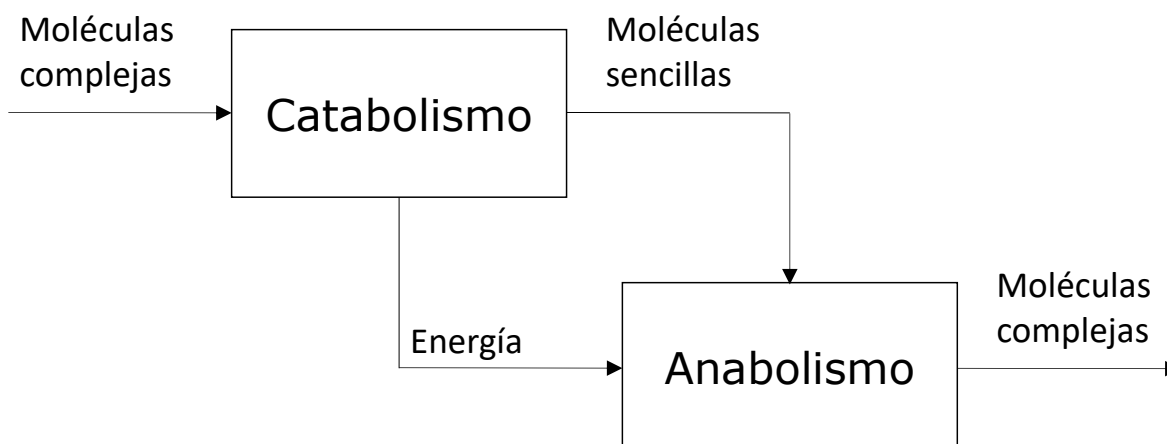 Moléculas
complejas
Catabolismo
Moléculas
sencillas
Energía
Anabolismo
Moléculas
complejas